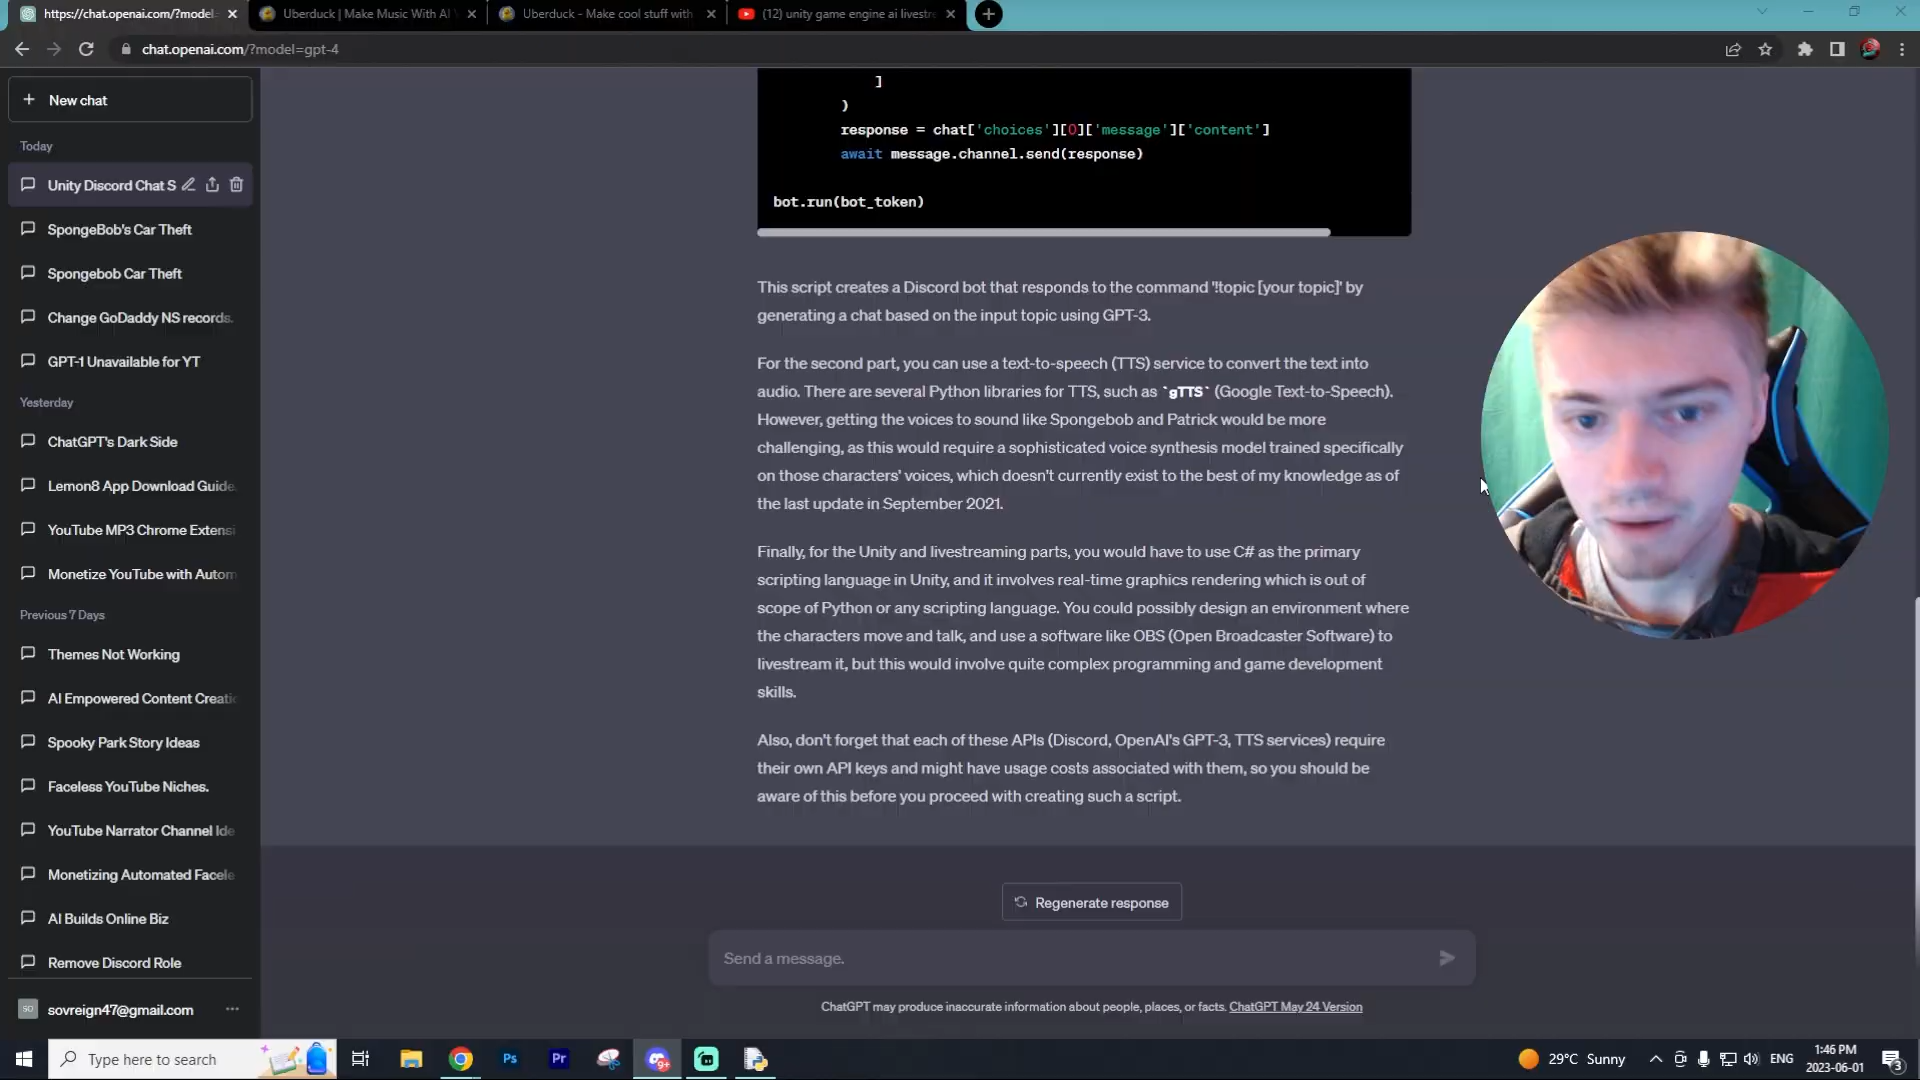 https://chat.openai.com/?model=
Uberduck | Make Music With AI V
Uberduck - Make cool stuff with
(12) unity game engine ai livestre
chat.openai.com/?model=gpt-4
New chat
Today
Unity Discord Chat S
SpongeBob's Car Theft
Spongebob Car Theft
Change GoDaddy NS records.
GPT-1 Unavailable for YT
Yesterday
ChatGPT's Dark Side
Lemon8 App Download Guide
YouTube MP3 Chrome Extensi
Monetize YouTube with Autom
Previous 7 Days
Themes Not Working
AI Empowered Content Creatio
Spooky Park Story Ideas
Faceless YouTube Niches.
YouTube Narrator Channel Ide
Monetizing Automated Facele
AI Builds Online Biz
Remove Discord Role
SO
sovreign47@gmail.com
]
)
response = chat['choices'][0]['message']['content']
await message.channel.send(response)
bot.run(bot_token)
This script creates a Discord bot that responds to the command '!topic [your topic]' by
generating a chat based on the input topic using GPT-3.
For the second part, you can use a text-to-speech (TTS) service to convert the text into
audio. There are several Python libraries for TTS, such as `gTTS` (Google Text-to-Speech).
However, getting the voices to sound like Spongebob and Patrick would be more
challenging, as this would require a sophisticated voice synthesis model trained specifically
on those characters' voices, which doesn't currently exist to the best of my knowledge as of
the last update in September 2021.
Finally, for the Unity and livestreaming parts, you would have to use C# as the primary
scripting language in Unity, and it involves real-time graphics rendering which is out of
scope of Python or any scripting language. You could possibly design an environment where
the characters move and talk, and use a software like OBS (Open Broadcaster Software) to
livestream it, but this would involve quite complex programming and game development
skills.
Also, don't forget that each of these APIs (Discord, OpenAI's GPT-3, TTS services) require
their own API keys and might have usage costs associated with them, so you should be
aware of this before you proceed with creating such a script.
Regenerate response
Send a message.
ChatGPT may produce inaccurate information about people, places, or facts. ChatGPT May 24 Version
Type here to search
Ps
Pr
9+
29°C Sunny
ENG
1:46 PM
2023-06-01
3